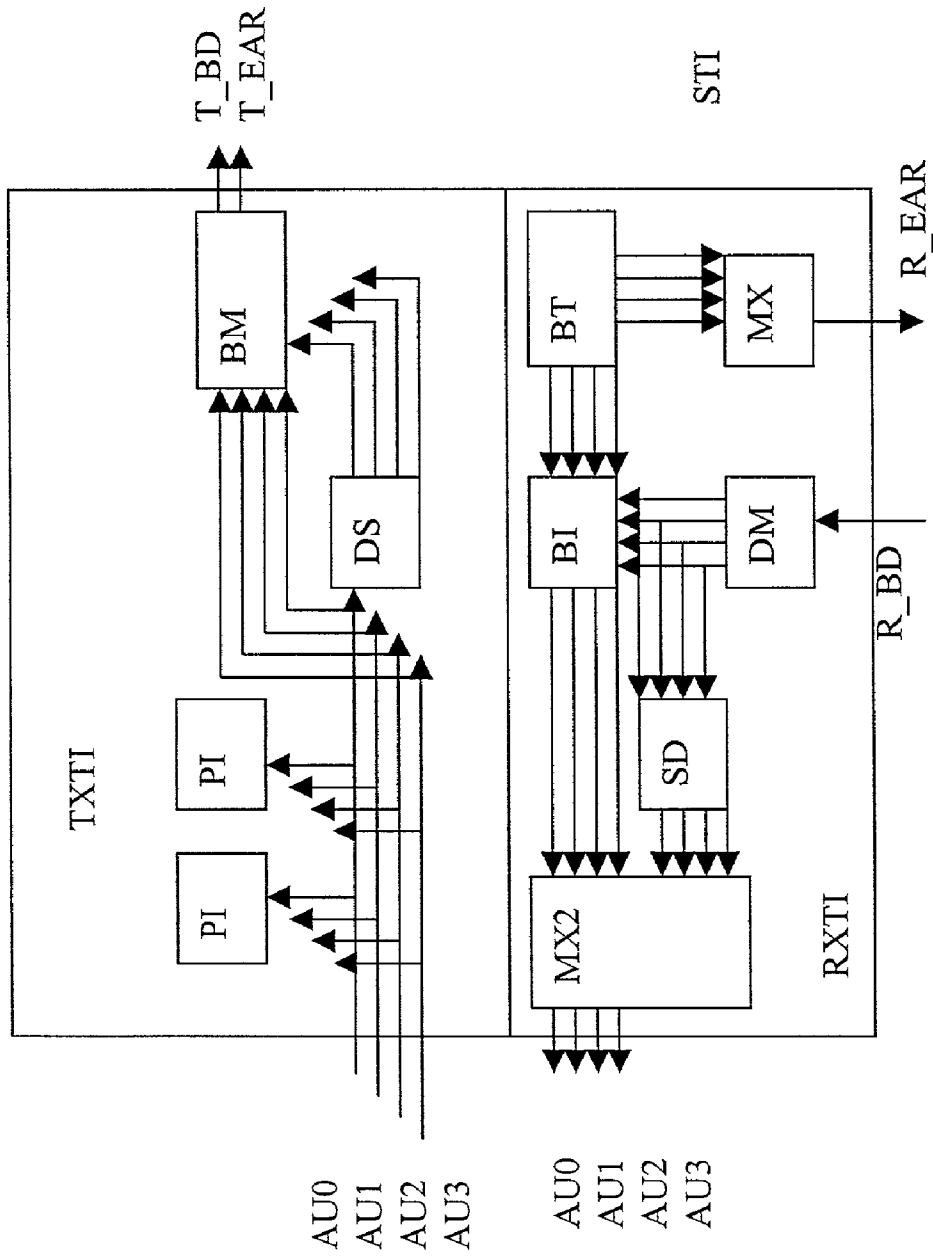 T_BD
T_EAR
STI
TXTI
BM
DS
PI
PI
AU0
AU1
AU2
AU3
BT
MX
R_EAR
BI
DM
R_BD
SD
MX2
RXTI
AU0
AU1
AU2
AU3